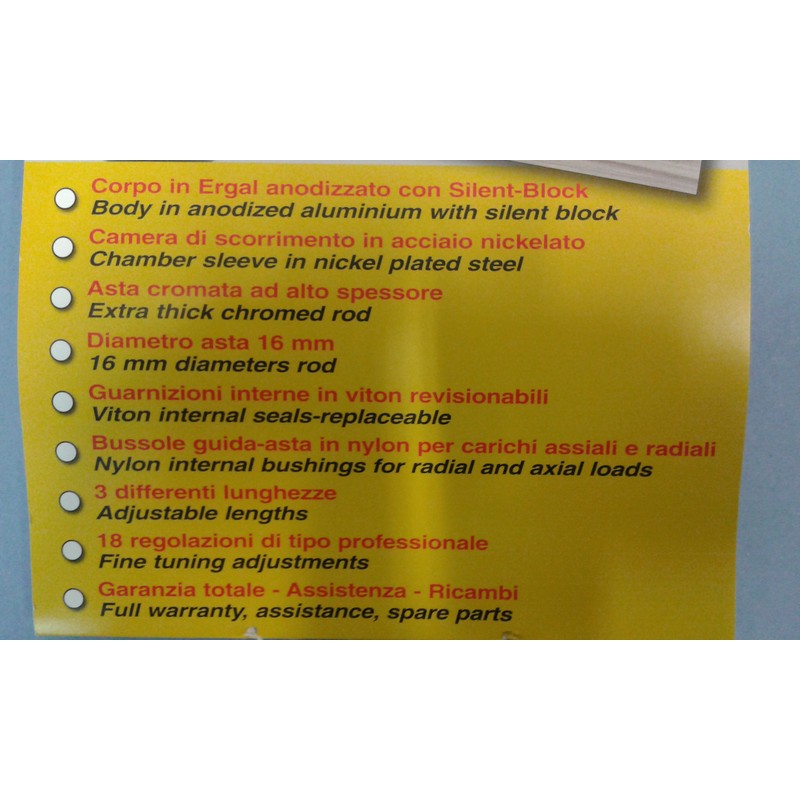 Corpo in Ergal anodizzato con Silent-Block
Body in anodized aluminium with silent block
Camera di scorrimento in acciaio nickelato
Chamber sleeve in nickel plated steel
Asta cromata ad alto spessore
Extra thick chromed rod
Diametro asta 16 mm
16 mm diameters rod
Guarnizioni interne in viton revisionabili
Viton internal seals-replaceable
Bussole guida-asta in nylon per carichi assiali e radiali
Nylon internal bushings for radial and axial loads
3 differenti lunghezze
Adjustable lengths
18 regolazioni di tipo professionale
Fine tuning adjustments
Garanzia totale - Assistenza - Ricambi
Full warranty, assistance, spare parts